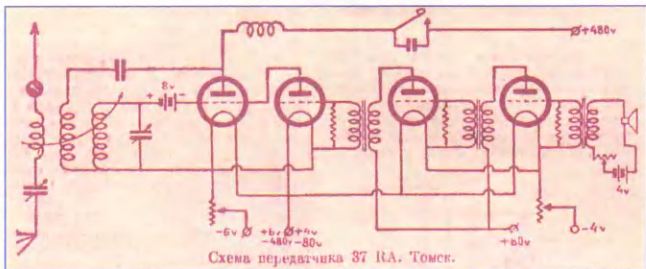 +480v
+ 8v -
4v
-6v
+6v +4v
-480v -80v
+80v
-4v
Схема передатчика 37 RA. Томск.